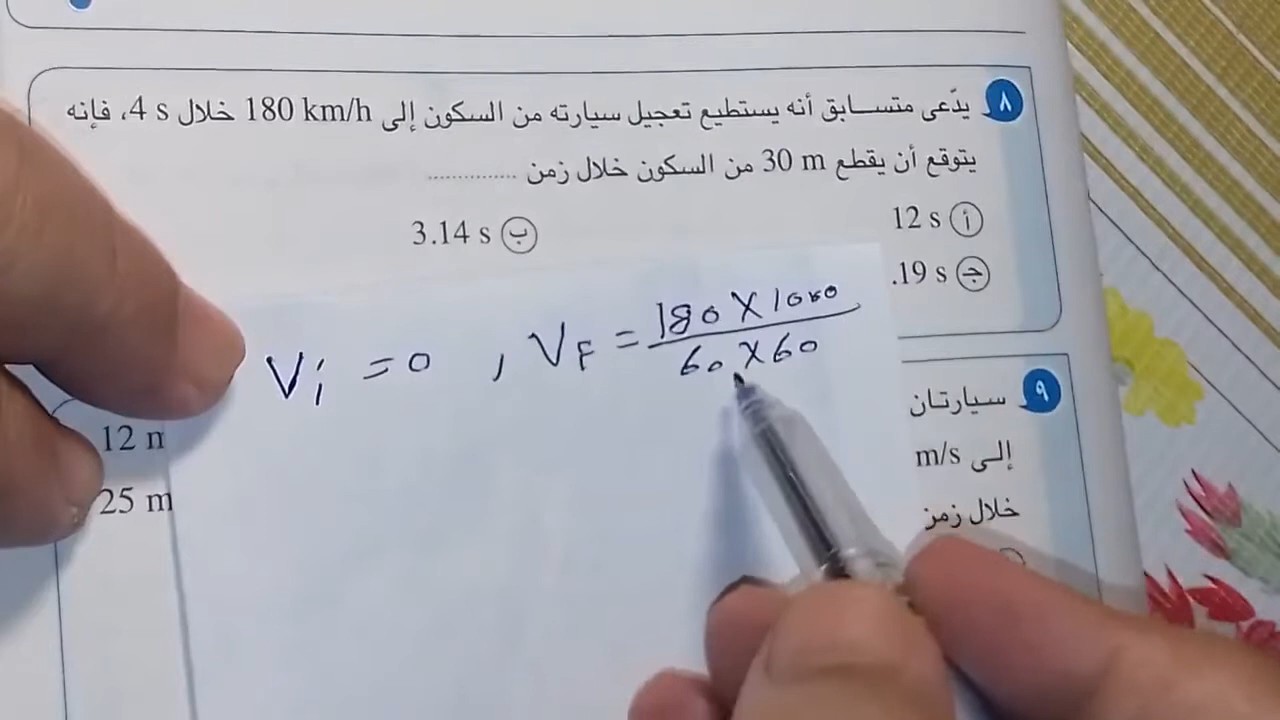 ٨ يدّعى متسابق أنه يستطيع تعجيل سيارته من السكون إلى 180 km/h خلال 4 s، فإنه
يتوقع أن يقطع 30 m من السكون خلال زمن ...............
أ 12 s
ب 3.14 s
ج .19 s
Vi = 0 , VF = 180 X 1000
60 X 60
٩ سيارتان
إلى m/s
خلال زمز
12 m
25 m